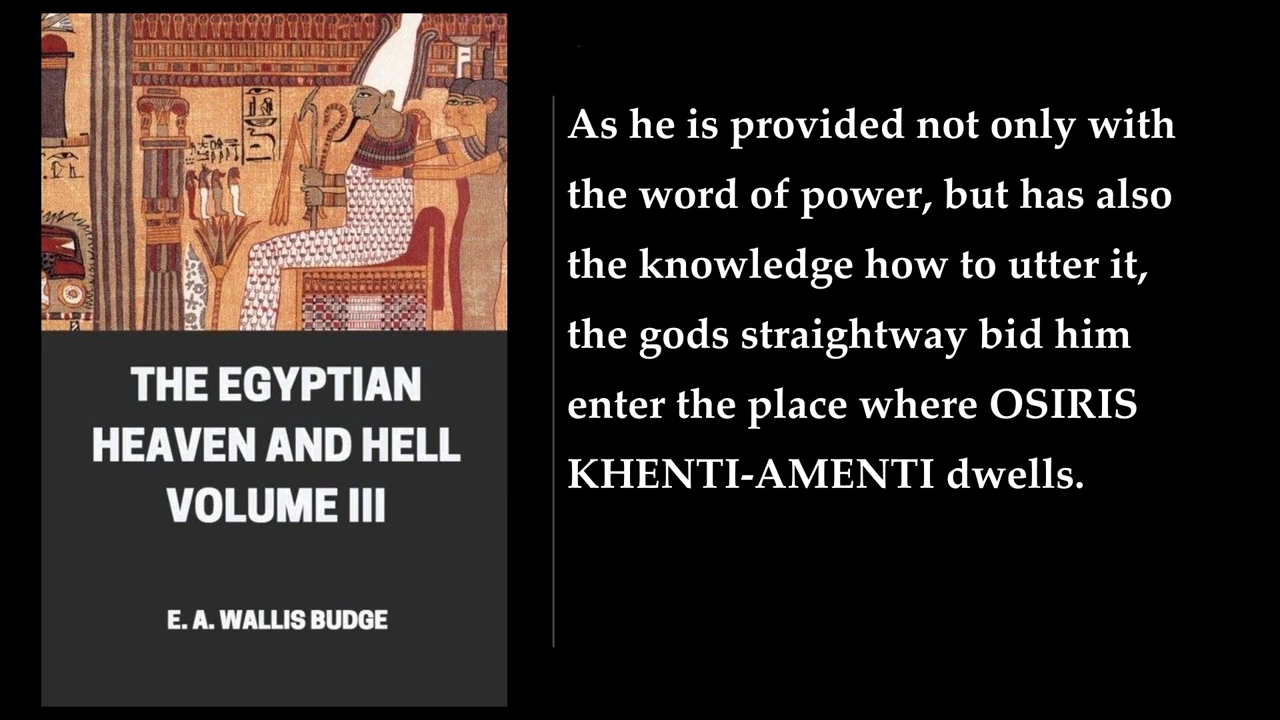 THE EGYPTIAN
HEAVEN AND HELL
VOLUME III
E. A. WALLIS BUDGE
As he is provided not only with
the word of power, but has also
the knowledge how to utter it,
the gods straightway bid him
enter the place where OSIRIS
KHENTI-AMENTI dwells.